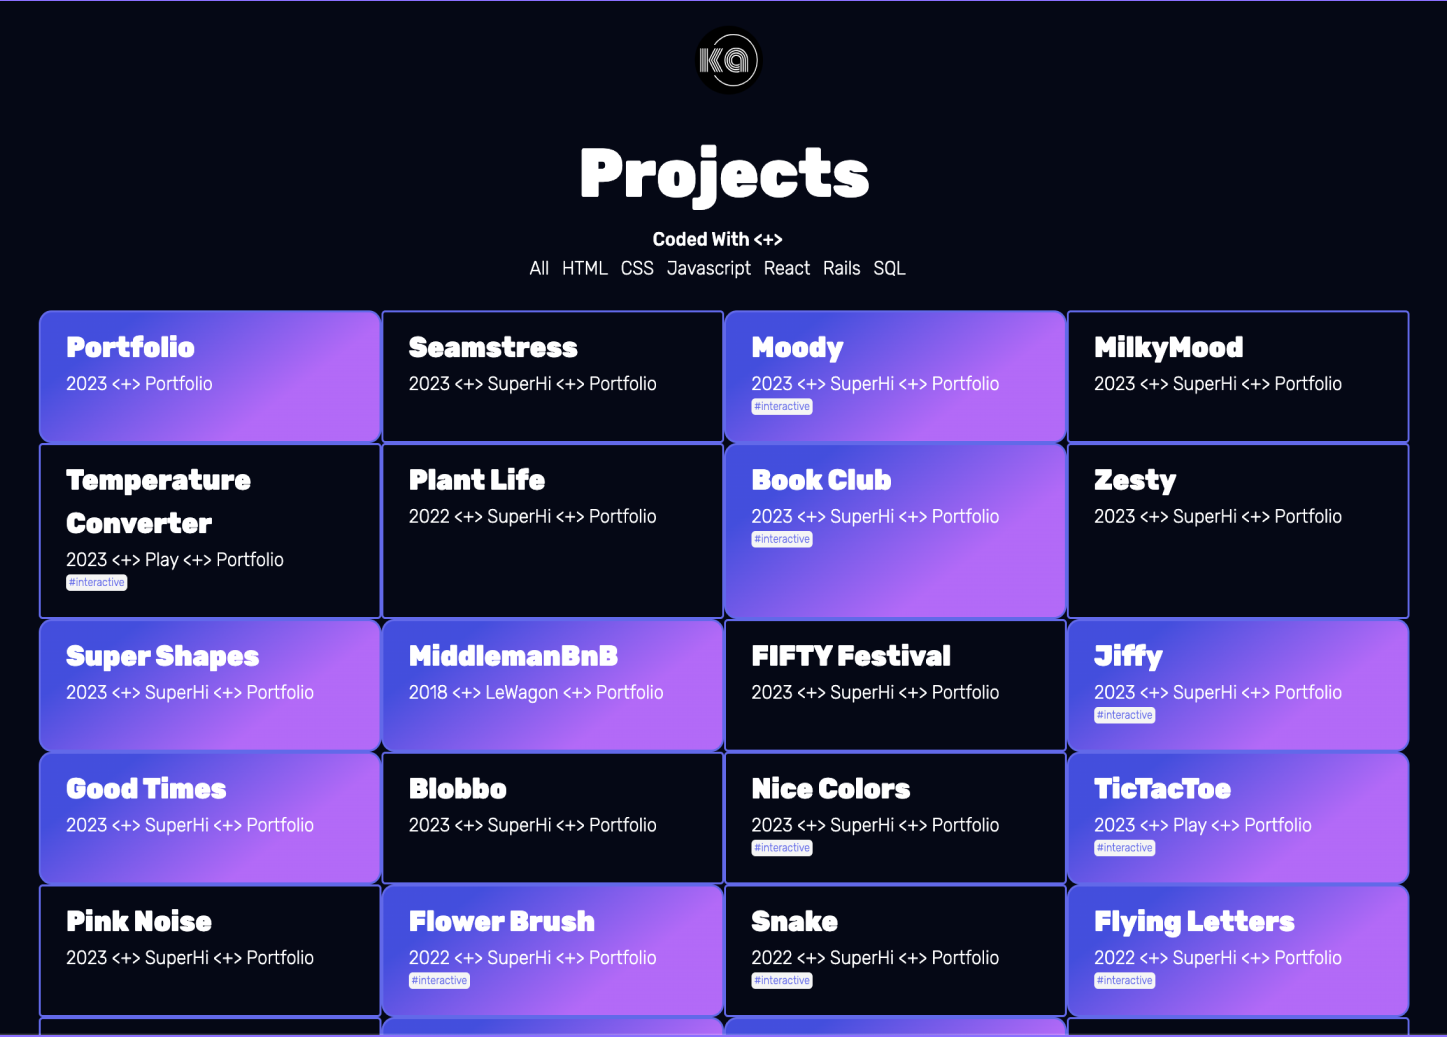 ka
Projects
Coded With <+>
All HTML CSS Javascript React Rails SQL
Portfolio
2023 <+> Portfolio
Seamstress
2023 <+> SuperHi <+> Portfolio
Moody
2023 <+> SuperHi <+> Portfolio
#interactive
MilkyMood
2023 <+> SuperHi <+> Portfolio
Temperature
Converter
2023 <+> Play <+> Portfolio
#interactive
Plant Life
2022 <+> SuperHi <+> Portfolio
Book Club
2023 <+> SuperHi <+> Portfolio
#interactive
Zesty
2023 <+> SuperHi <+> Portfolio
Super Shapes
2023 <+> SuperHi <+> Portfolio
MiddlemanBnB
2018 <+> LeWagon <+> Portfolio
FIFTY Festival
2023 <+> SuperHi <+> Portfolio
Jiffy
2023 <+> SuperHi <+> Portfolio
#interactive
Good Times
2023 <+> SuperHi <+> Portfolio
Blobbo
2023 <+> SuperHi <+> Portfolio
Nice Colors
2023 <+> SuperHi <+> Portfolio
#interactive
TicTacToe
2023 <+> Play <+> Portfolio
#interactive
Pink Noise
2023 <+> SuperHi <+> Portfolio
Flower Brush
2022 <+> SuperHi <+> Portfolio
#interactive
Snake
2022 <+> SuperHi <+> Portfolio
#interactive
Flying Letters
2022 <+> SuperHi <+> Portfolio
#interactive